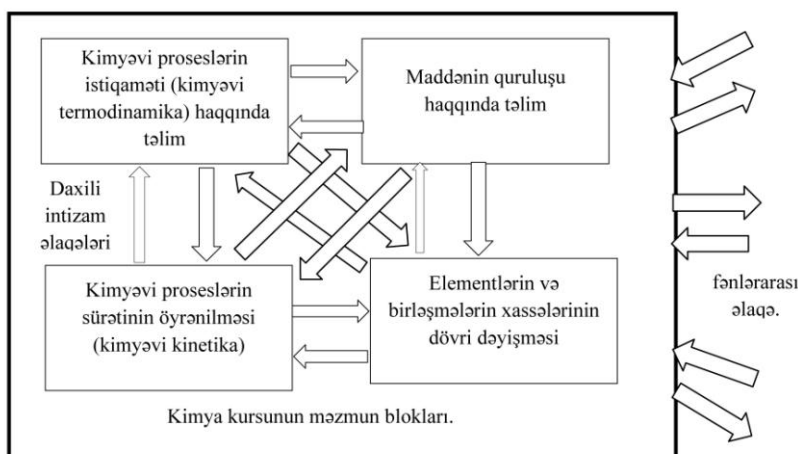 Kimyəvi proseslərin
istiqaməti (kimyəvi
termodinamika) haqqında
təlim
Maddənin quruluşu
haqqında təlim
Daxili
intizam
əlaqələri
Kimyəvi proseslərin
sürətinin öyrənilməsi
(kimyəvi kinetika)
Elementlərin və
birləşmələrin xassələrinin
dövri dəyişməsi
fənlərarası
əlaqə.
Kimya kursunun məzmun blokları.